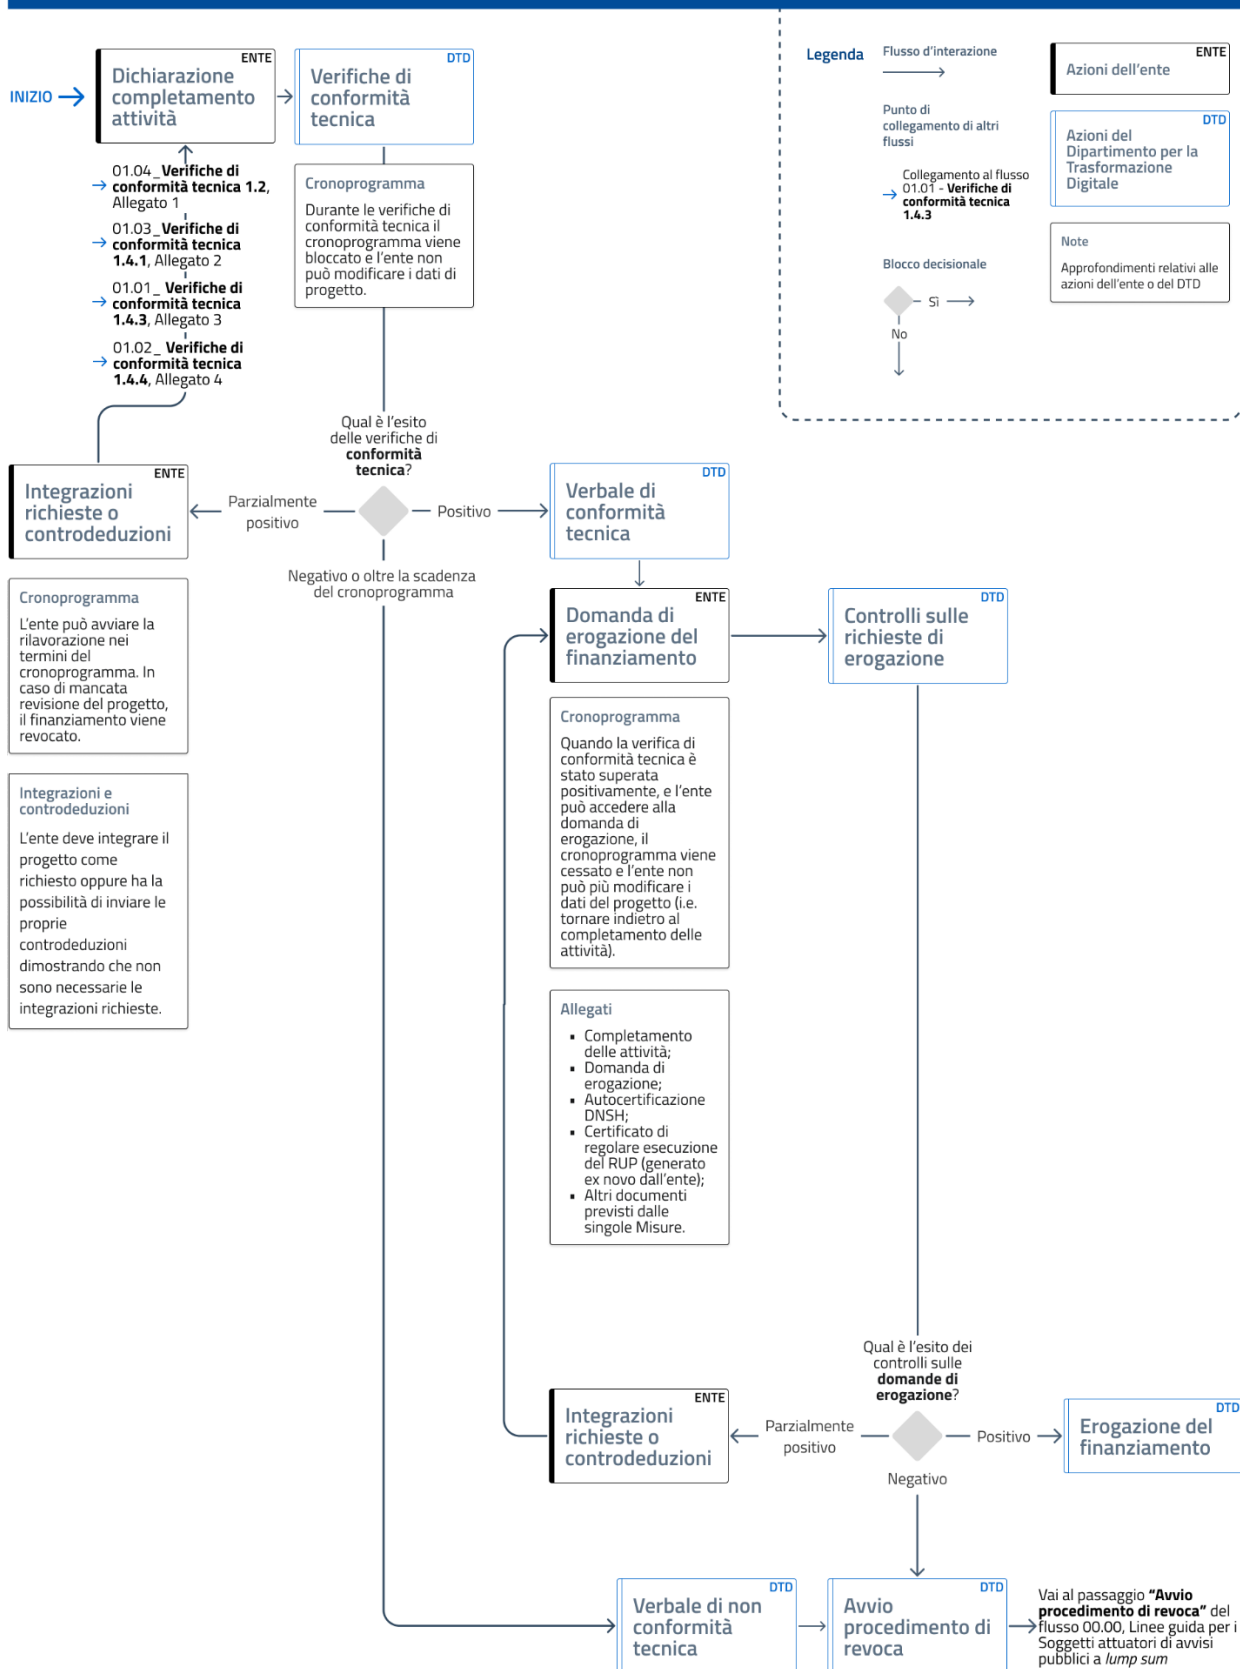 INIZIO
ENTE
Dichiarazione
completamento
attività
DTD
Verifiche di
conformità
tecnica
01.04_Verifiche di
conformità tecnica 1.2,
Allegato 1
01.03_Verifiche di
conformità tecnica
1.4.1, Allegato 2
01.01_ Verifiche di
conformità tecnica
1.4.3, Allegato 3
01.02_ Verifiche di
conformità tecnica
1.4.4, Allegato 4
Cronoprogramma
Durante le verifiche di
conformità tecnica il
cronoprogramma viene
bloccato e l'ente non
può modificare i dati di
progetto.
Legenda
Flusso d'interazione
Punto di
collegamento di altri
flussi
Collegamento al flusso
01.01 - Verifiche di
conformità tecnica
1.4.3
Blocco decisionale
Sì
No
ENTE
Azioni dell'ente
DTD
Azioni del
Dipartimento per la
Trasformazione
Digitale
Note
Approfondimenti relativi alle
azioni dell'ente o del DTD
Qual è l'esito
delle verifiche di
conformità
tecnica?
ENTE
Integrazioni
richieste o
controdeduzioni
Parzialmente
positivo
Positivo
DTD
Verbale di
conformità
tecnica
Negativo o oltre la scadenza
del cronoprogramma
Cronoprogramma
L'ente può avviare la
rilavorazione nei
termini del
cronoprogramma. In
caso di mancata
revisione del progetto,
il finanziamento viene
revocato.
Integrazioni e
controdeduzioni
L'ente deve integrare il
progetto come
richiesto oppure ha la
possibilità di inviare le
proprie
controdeduzioni
dimostrando che non
sono necessarie le
integrazioni richieste.
ENTE
Domanda di
erogazione del
finanziamento
DTD
Controlli sulle
richieste di
erogazione
Cronoprogramma
Quando la verifica di
conformità tecnica è
stato superata
positivamente, e l'ente
può accedere alla
domanda di
erogazione, il
cronoprogramma viene
cessato e l'ente non
può più modificare i
dati del progetto (i.e.
tornare indietro al
completamento delle
attività).
Allegati
▪ Completamento
delle attività;
▪ Domanda di
erogazione;
▪ Autocertificazione
DNSH;
▪ Certificato di
regolare esecuzione
del RUP (generato
ex novo dall'ente);
▪ Altri documenti
previsti dalle
singole Misure.
Qual è l'esito dei
controlli sulle
domande di
erogazione?
ENTE
Integrazioni
richieste o
controdeduzioni
Parzialmente
positivo
Positivo
DTD
Erogazione del
finanziamento
Negativo
DTD
Verbale di non
conformità
tecnica
DTD
Avvio
procedimento di
revoca
Vai al passaggio "Avvio
procedimento di revoca" del
flusso 00.00, Linee guida per i
Soggetti attuatori di avvisi
pubblici a lump sum